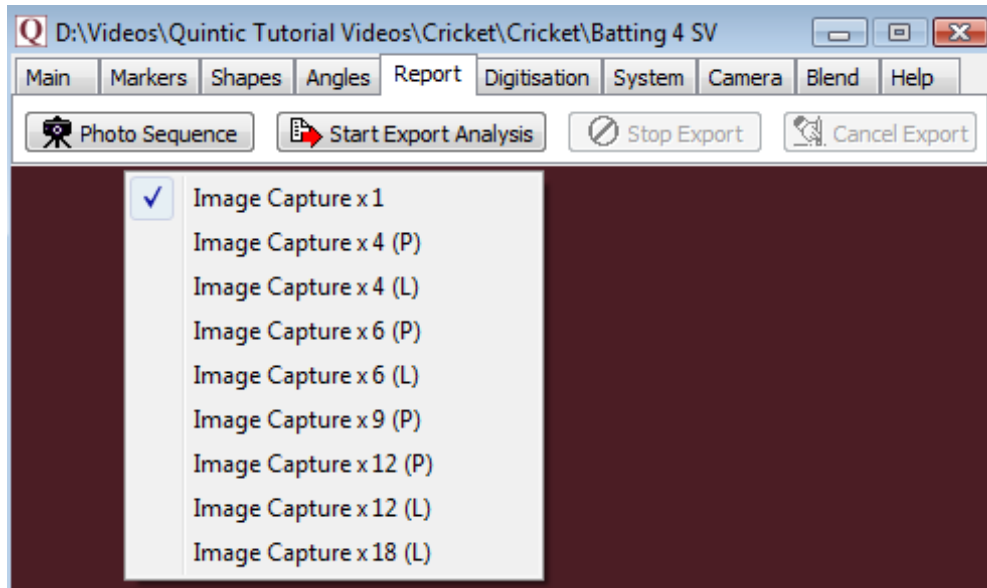 Q D:\Videos\Quintic Tutorial Videos\Cricket\Cricket\Batting 4 SV
Main Markers Shapes Angles Report Digitisation System Camera Blend Help
Photo Sequence Start Export Analysis Stop Export Cancel Export
Image Capture x 1
Image Capture x 4 (P)
Image Capture x 4 (L)
Image Capture x 6 (P)
Image Capture x 6 (L)
Image Capture x 9 (P)
Image Capture x 12 (P)
Image Capture x 12 (L)
Image Capture x 18 (L)